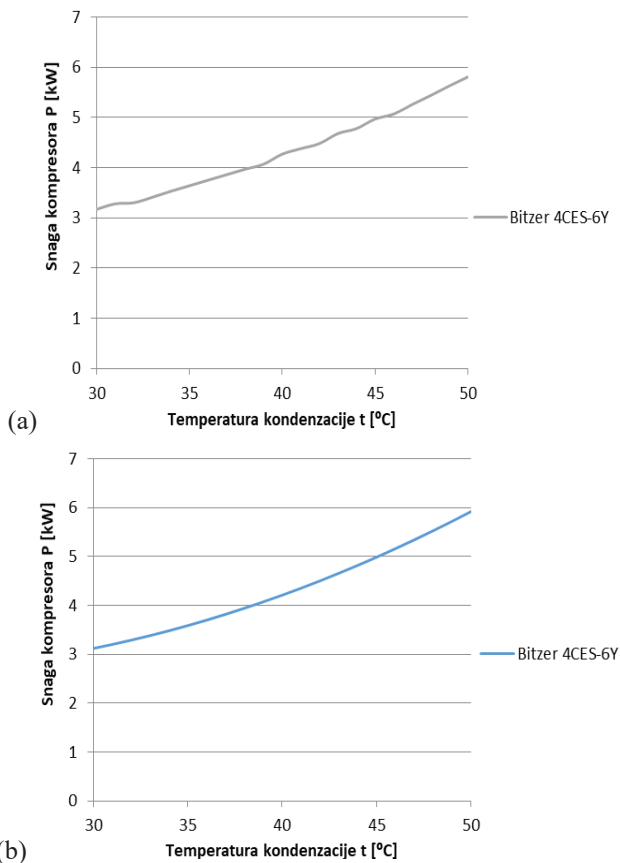 7
6
5
4
3
2
1
0
Snaga kompresora P [kW]
Bitzer 4CES-6Y
30 35 40 45 50
(a) Temperatura kondenzacije t [⁰C]
7
6
5
4
3
2
1
0
Snaga kompresora P [kW]
Bitzer 4CES-6Y
30 35 40 45 50
(b) Temperatura kondenzacije t [⁰C]